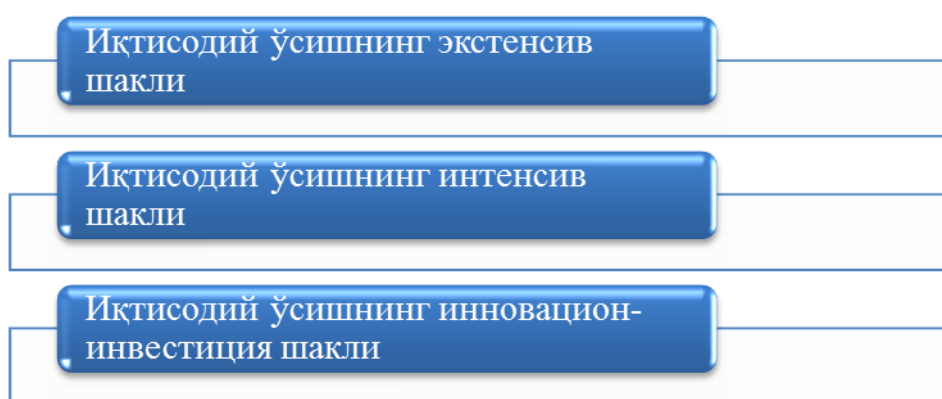 Иқтисодий ўсишнинг экстенсив
шакли
Иқтисодий ўсишнинг интенсив
шакли
Иқтисодий ўсишнинг инновацион-
инвестиция шакли